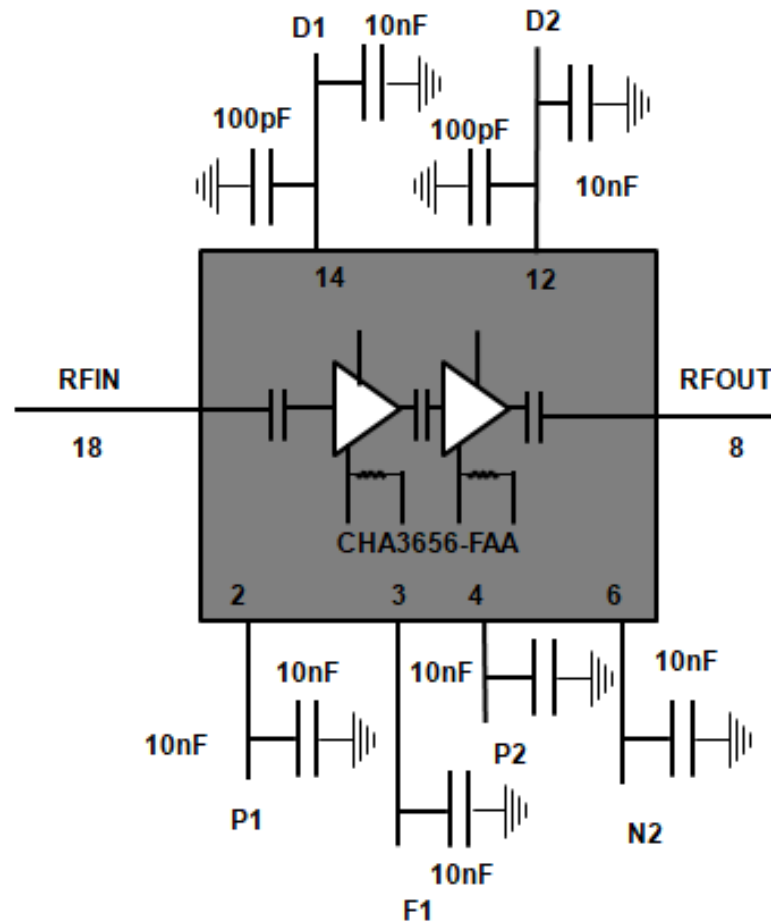 D1
10nF
D2
100pF
100pF
10nF
14
12
RFIN
RFOUT
18
8
CHA3656-FAA
2
3
4
6
10nF
10nF
10nF
10nF
P1
P2
N2
10nF
F1